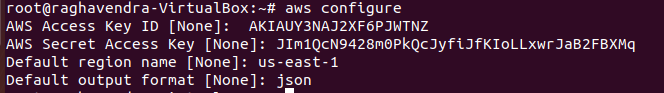 root@raghavendra-VirtualBox:~# aws configure
AWS Access Key ID [None]: AKIAUY3NAJ2XF6PJWTNZ
AWS Secret Access Key [None]: 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
Default region name [None]: us-east-1
Default output format [None]: json